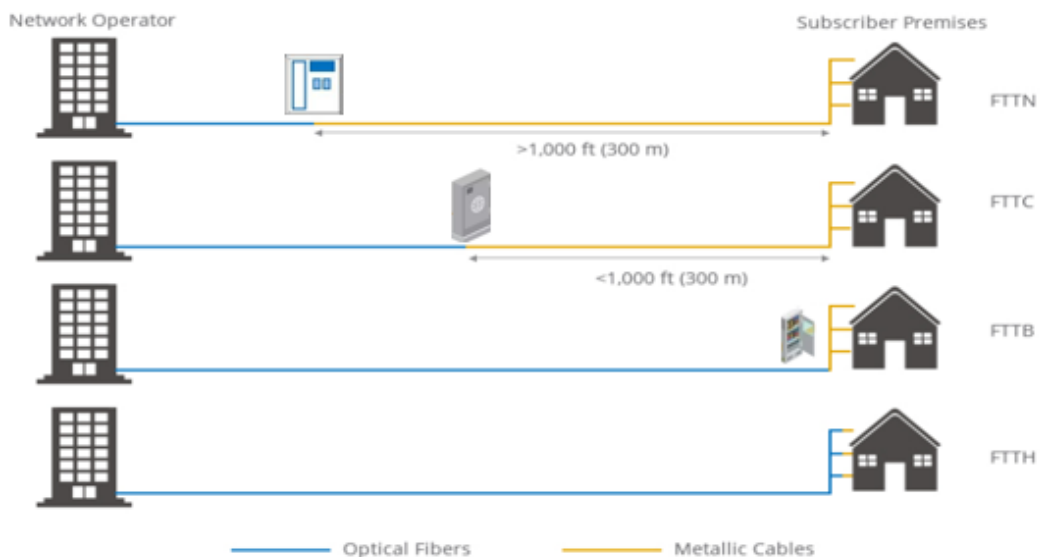 Network Operator
Subscriber Premises
FTTN
>1,000 ft (300 m)
FTTC
<1,000 ft (300 m)
FTTB
FTTH
Optical Fibers
Metallic Cables